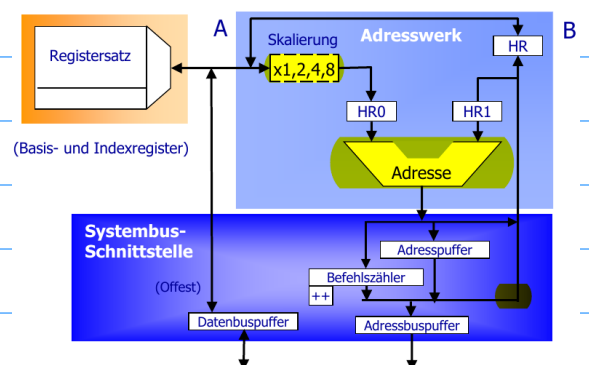 A
Adresswerk
B
Skalierung
HR
Registersatz
x1,2,4,8
HR0
HR1
(Basis- und Indexregister)
Adresse
Systembus-
Schnittstelle
Adresspuffer
Befehlszähler
(Offest)
++
Datenbuspuffer
Adressbuspuffer